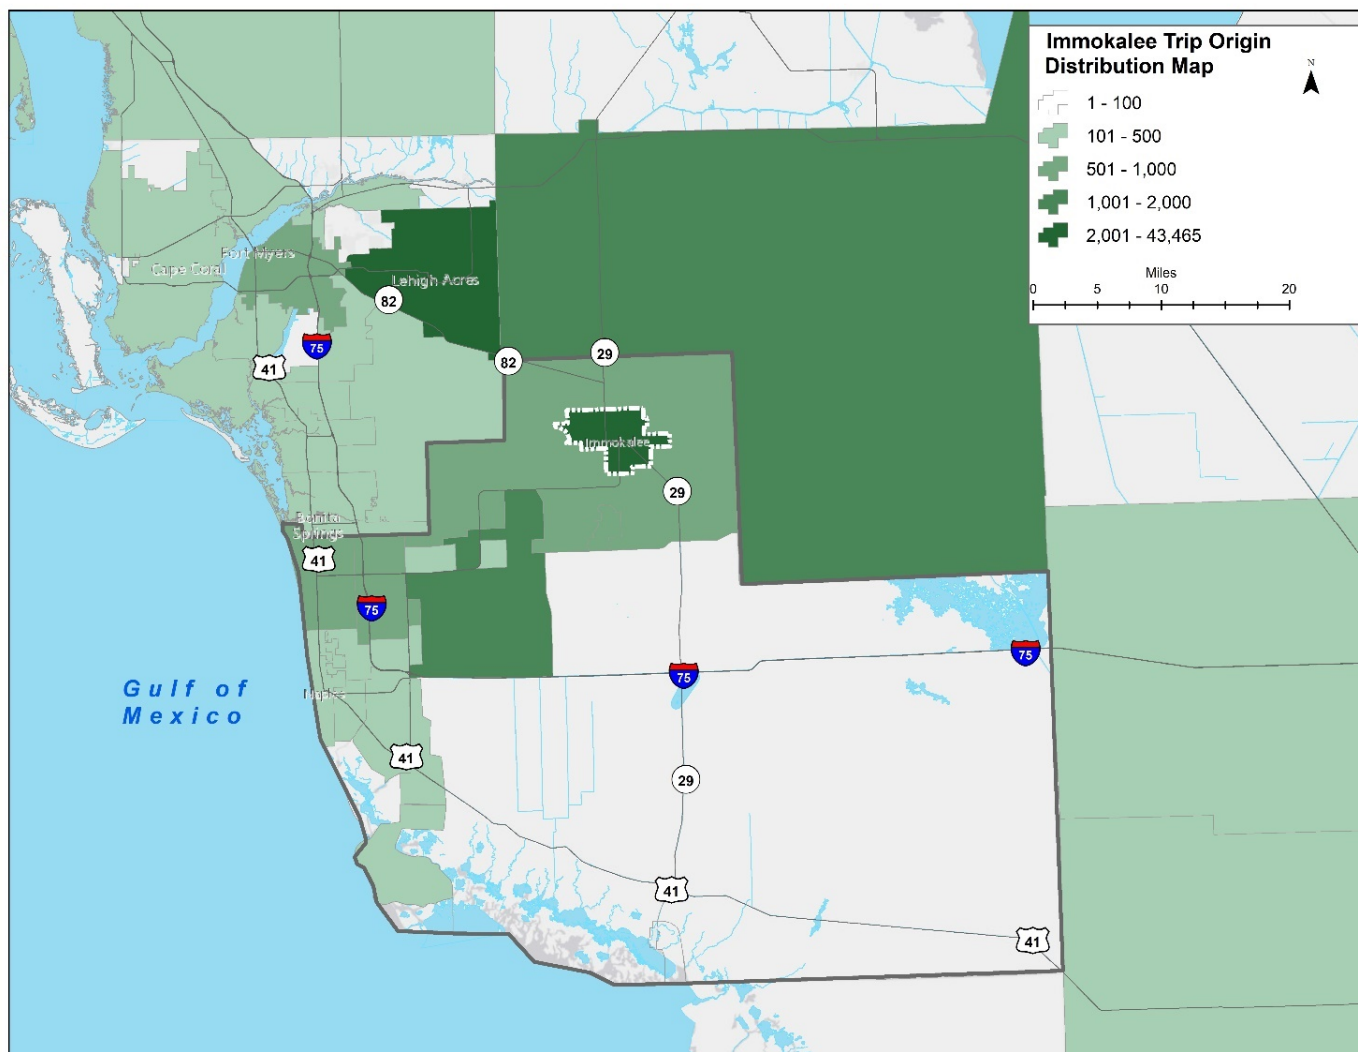 Immokalee Trip Origin
Distribution Map
N
1 - 100
101 - 500
501 - 1,000
1,001 - 2,000
2,001 - 43,465
Miles
0 5 10 20
Fort Myers
Cape Coral
Lehigh Acres
82
75
41
82
29
Immokalee
29
Bonita
Springs
41
75
75
75
Gulf of
Mexico
Naples
41
29
41
41